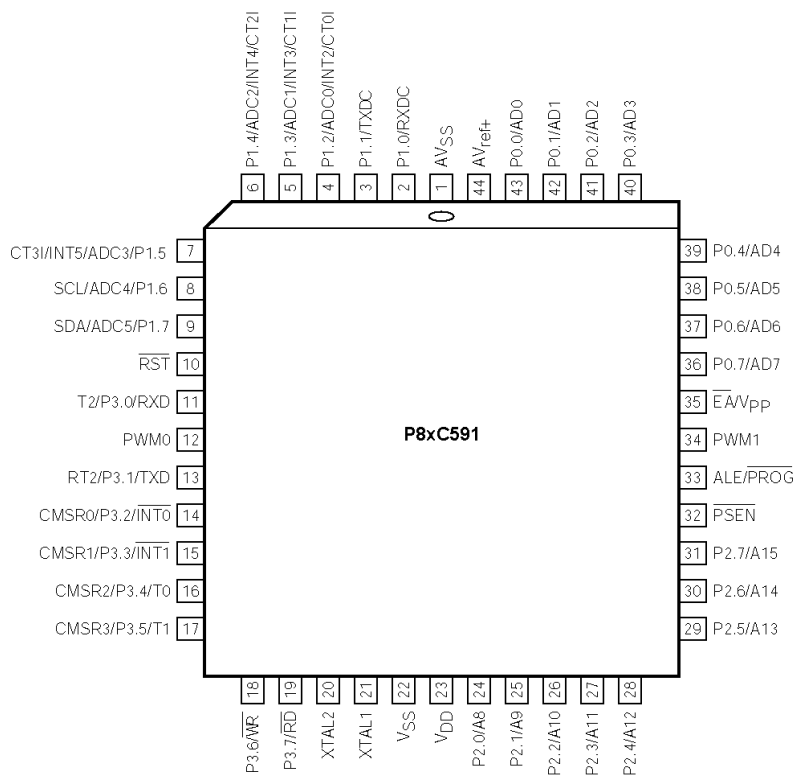 P1.4/ADC2/INT4/CT2I
P1.3/ADC1/INT3/CT1I
P1.2/ADC0/INT2/CT0I
P1.1/TXDC
P1.0/RXDC
AVSS
AVref+
P0.0/AD0
P0.1/AD1
P0.2/AD2
P0.3/AD3
6
5
4
3
2
1
44
43
42
41
40
CT3I/INT5/ADC3/P1.5 7
SCL/ADC4/P1.6 8
SDA/ADC5/P1.7 9
RST 10
T2/P3.0/RXD 11
PWM0 12
RT2/P3.1/TXD 13
CMSR0/P3.2/INT0 14
CMSR1/P3.3/INT1 15
CMSR2/P3.4/T0 16
CMSR3/P3.5/T1 17
P8xC591
39 P0.4/AD4
38 P0.5/AD5
37 P0.6/AD6
36 P0.7/AD7
35 EA/VPP
34 PWM1
33 ALE/PROG
32 PSEN
31 P2.7/A15
30 P2.6/A14
29 P2.5/A13
18
19
20
21
22
23
24
25
26
27
28
P3.6/WR
P3.7/RD
XTAL2
XTAL1
VSS
VDD
P2.0/A8
P2.1/A9
P2.2/A10
P2.3/A11
P2.4/A12